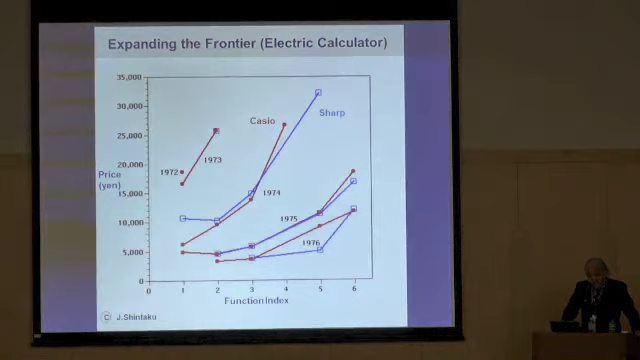 Expanding the Frontier (Electric Calculator)
35,000
30,000
25,000
20,000
15,000
10,000
5,000
0
Price
(yen)
Casio
Sharp
1972
1973
1974
1975
1976
0 1 2 3 4 5 6
Function Index
© J.Shintaku